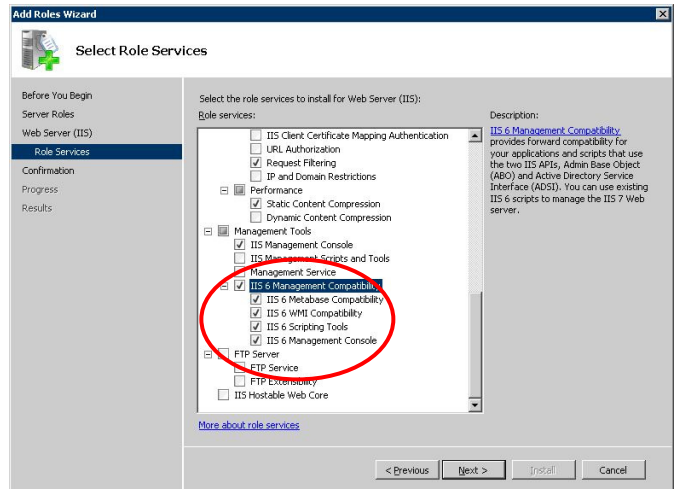 Add Roles Wizard
Select Role Services
Before You Begin
Server Roles
Web Server (IIS)
Role Services
Confirmation
Progress
Results
Select the role services to install for Web Server (IIS):
Role services:
IIS Client Certificate Mapping Authentication
URL Authorization
Request Filtering
IP and Domain Restrictions
Performance
Static Content Compression
Dynamic Content Compression
Management Tools
IIS Management Console
IIS Management Scripts and Tools
Management Service
IIS 6 Management Compatibility
IIS 6 Metabase Compatibility
IIS 6 WMI Compatibility
IIS 6 Scripting Tools
IIS 6 Management Console
FTP Server
FTP Service
FTP Extensibility
IIS Hostable Web Core
More about role services
Description:
IIS 6 Management Compatibility
provides forward compatibility for
your applications and scripts that use
the two IIS APIs, Admin Base Object
(ABO) and Active Directory Service
Interface (ADSI). You can use existing
IIS 6 scripts to manage the IIS 7 Web
server.
< Previous
Next >
Install
Cancel